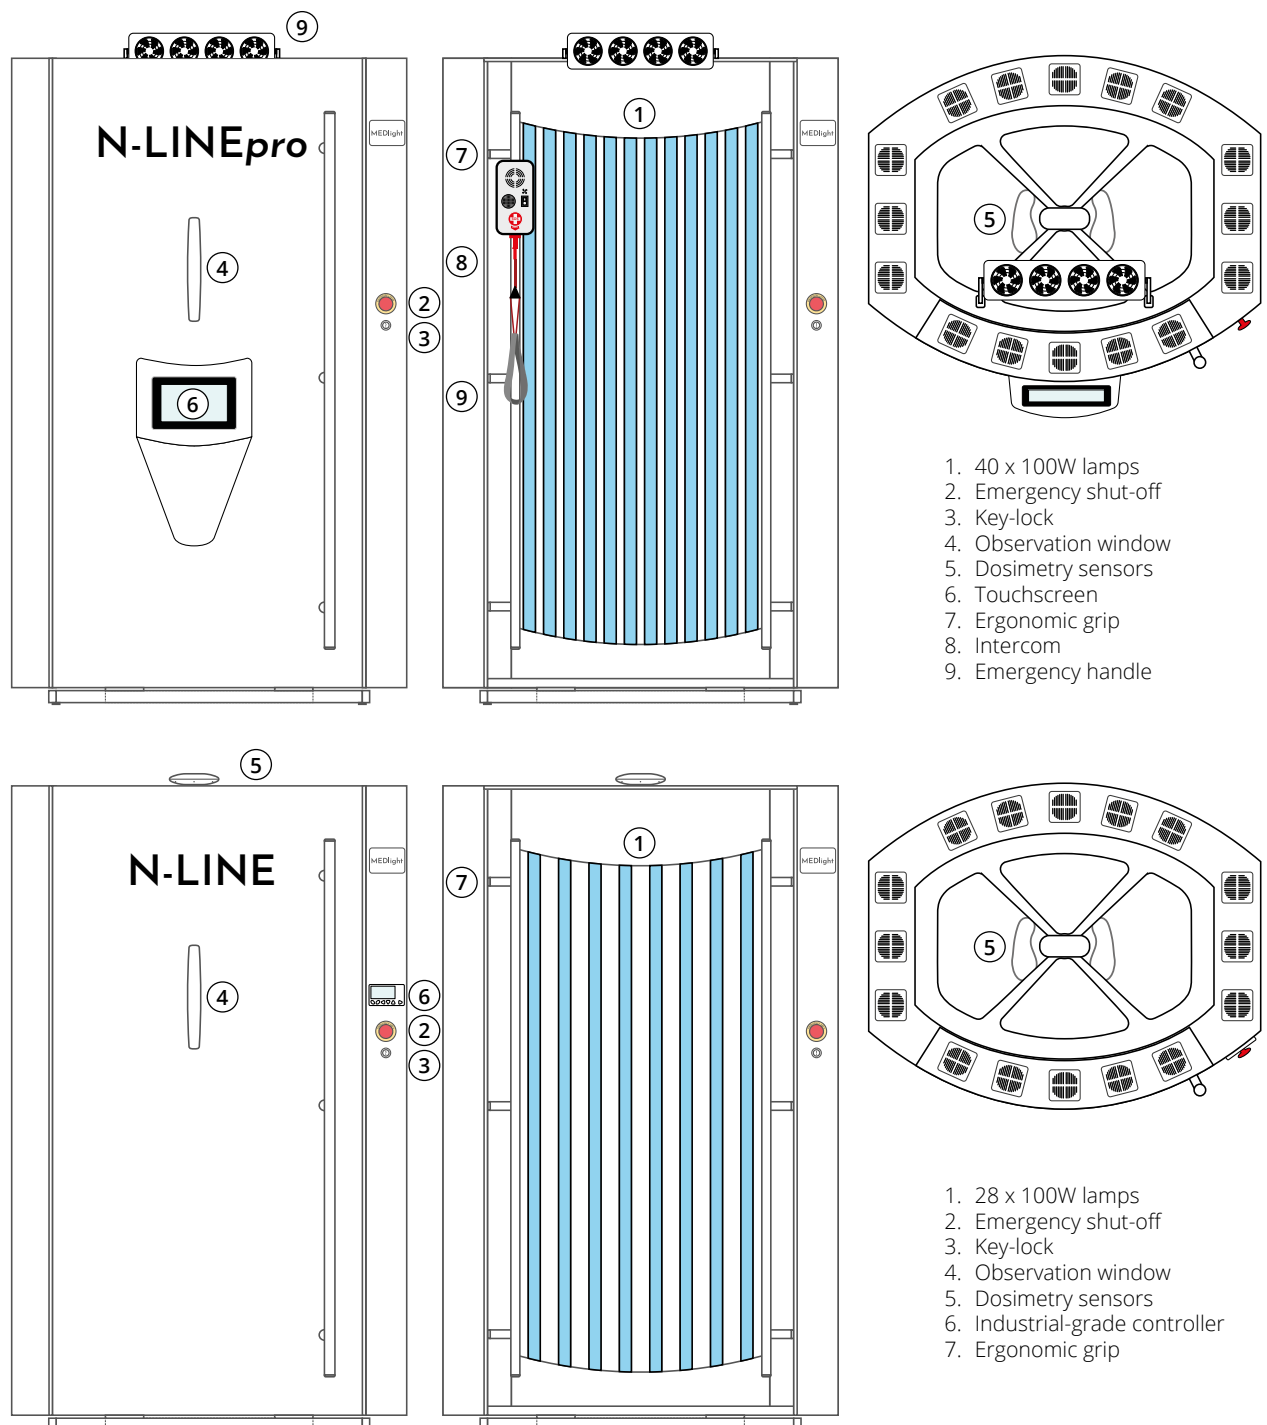 9
N-LINEpro
MEDlight
4
2
3
6
1
MEDlight
7
8
9
5
1. 40 x 100W lamps
2. Emergency shut-off
3. Key-lock
4. Observation window
5. Dosimetry sensors
6. Touchscreen
7. Ergonomic grip
8. Intercom
9. Emergency handle
5
N-LINE
MEDlight
4
6
2
3
1
MEDlight
7
5
1. 28 x 100W lamps
2. Emergency shut-off
3. Key-lock
4. Observation window
5. Dosimetry sensors
6. Industrial-grade controller
7. Ergonomic grip